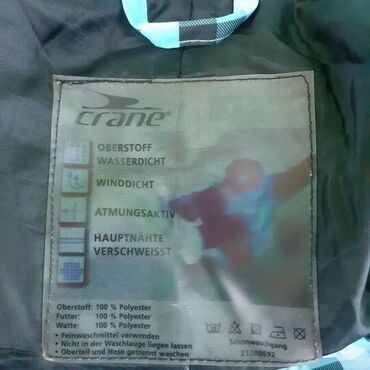 crane®
OBERSTOFF
WASSERDICHT
WINDDICHT
ATMUNGSAKTIV
HAUPTNÄHTE
VERSCHWEISST
Oberstoff: 100 % Polyester
Futter: 100 % Polyester
Watte: 100 % Polyester
• Feinwaschmittel verwenden
• Nicht in der Waschlauge liegen lassen
• Oberteil und Hose getrennt waschen
Schonwaschgang
23200692